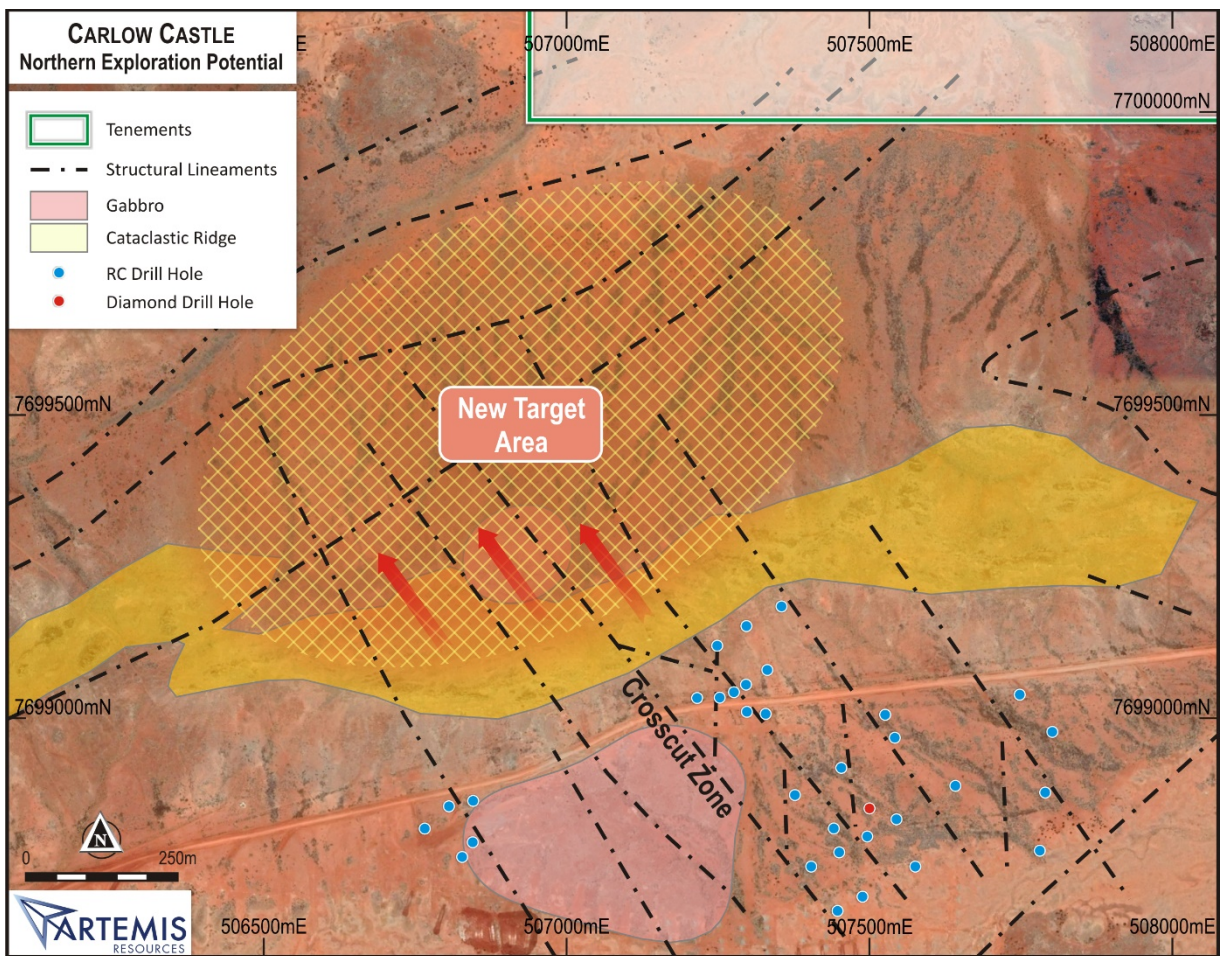 CARLOW CASTLE
Northern Exploration Potential
E
507000mE
507500mE
508000mE
7700000mN
Tenements
Structural Lineaments
Gabbro
Cataclastic Ridge
RC Drill Hole
Diamond Drill Hole
7699500mN
7699500mN
New Target
Area
7699000mN
7699000mN
Crosscut Zone
N
0
250m
ARTEMIS
RESOURCES
506500mE
507000mE
507500mE
508000mE